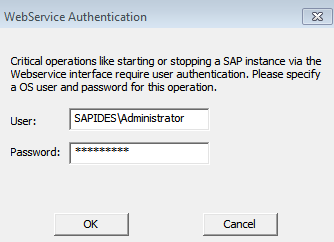 WebService Authentication
Critical operations like starting or stopping a SAP instance via the
Webservice interface require user authentication. Please specify
a OS user and password for this operation.
User: SAPIDES\Administrator
Password: *********
OK Cancel